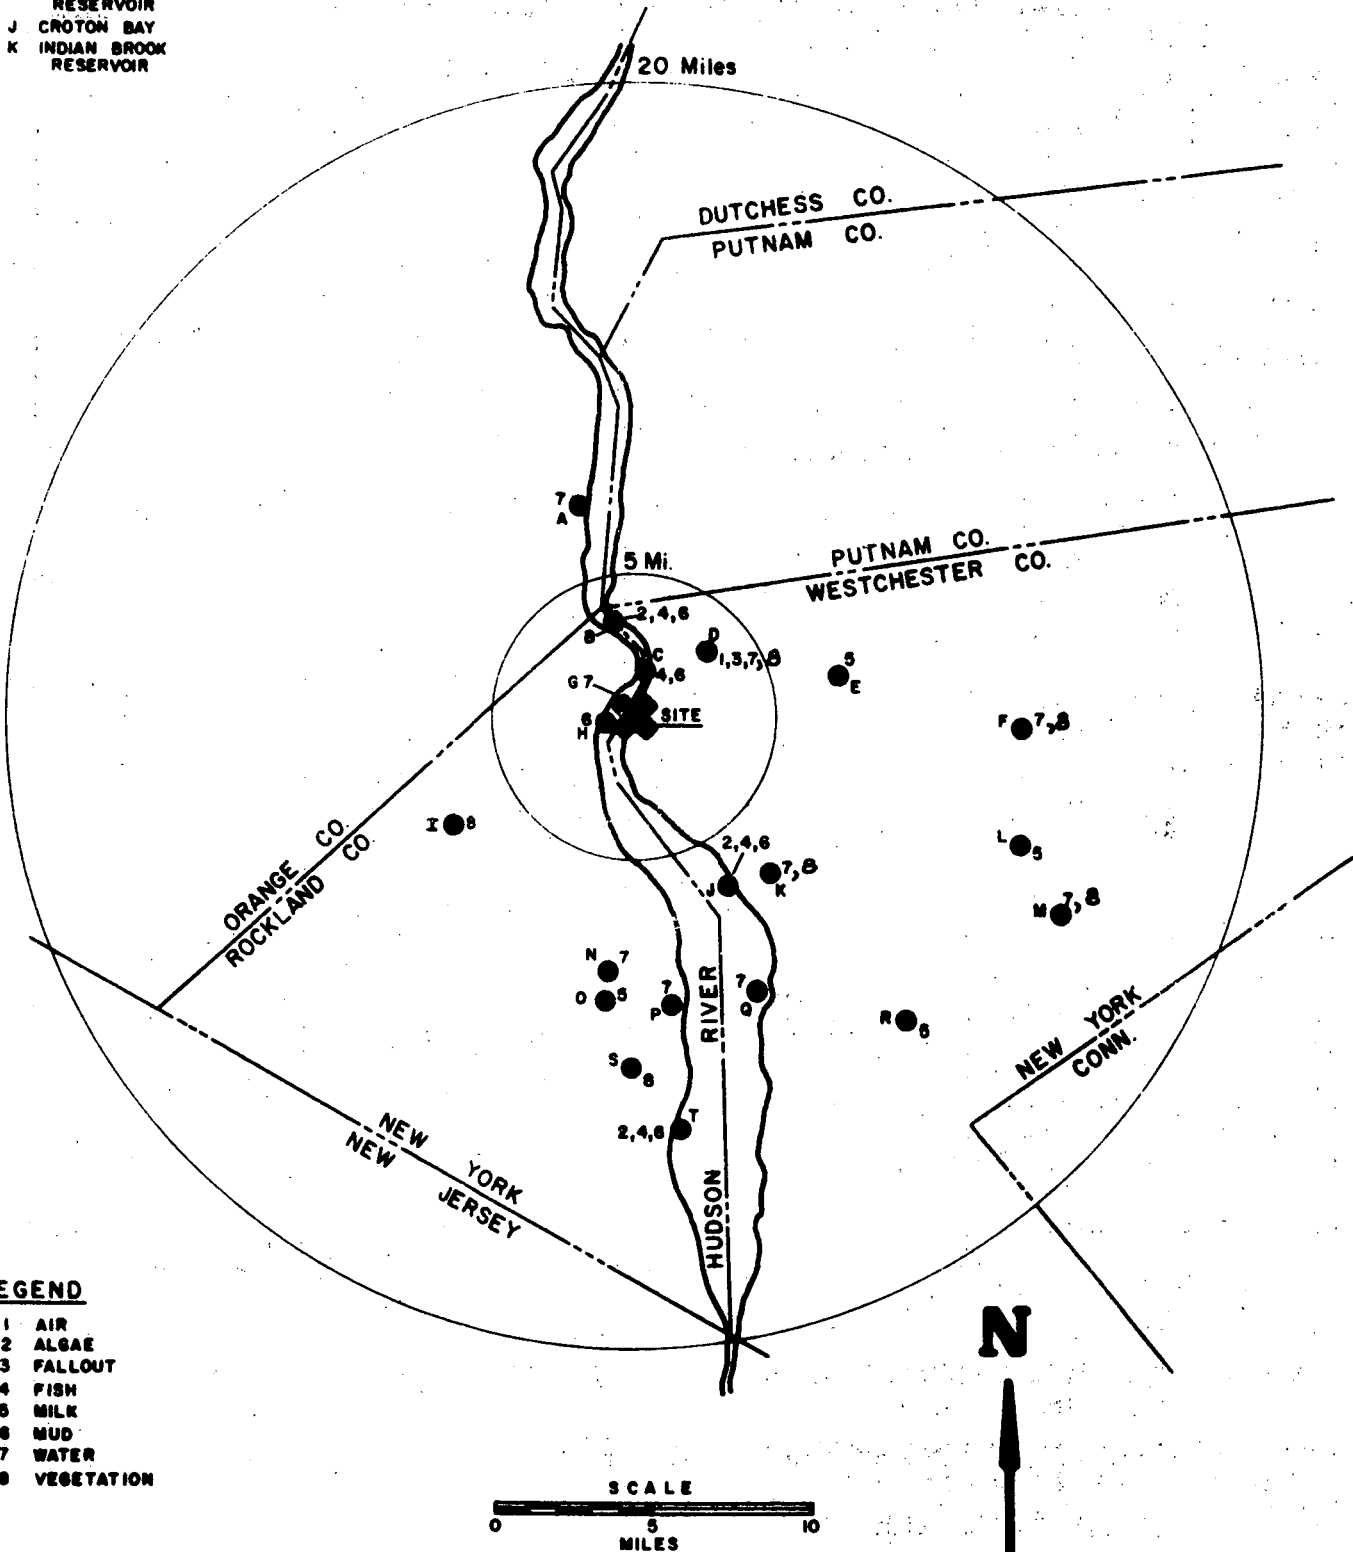 RESERVOIR
J CROTON BAY
K INDIAN BROOK
RESERVOIR
20 Miles
DUTCHESS CO.
PUTNAM CO.
7
A
5 Mi.
PUTNAM CO.
WESTCHESTER CO.
2,4,6
B
D
1,3,7,8
C
4,6
5
E
G 7
6
H
SITE
F 7,8
I 8
ORANGE CO.
ROCKLAND CO.
2,4,6
J
7,8
K
L
5
M 7,8
N 7
O 5
7
P
7
Q
R
6
RIVER
HUDSON
S
8
T
2,4,6
NEW YORK
CONN.
NEW YORK
NEW JERSEY
EGEND
1 AIR
2 ALGAE
3 FALLOUT
4 FISH
5 MILK
6 MUD
7 WATER
8 VEGETATION
N
SCALE
0 5 10
MILES